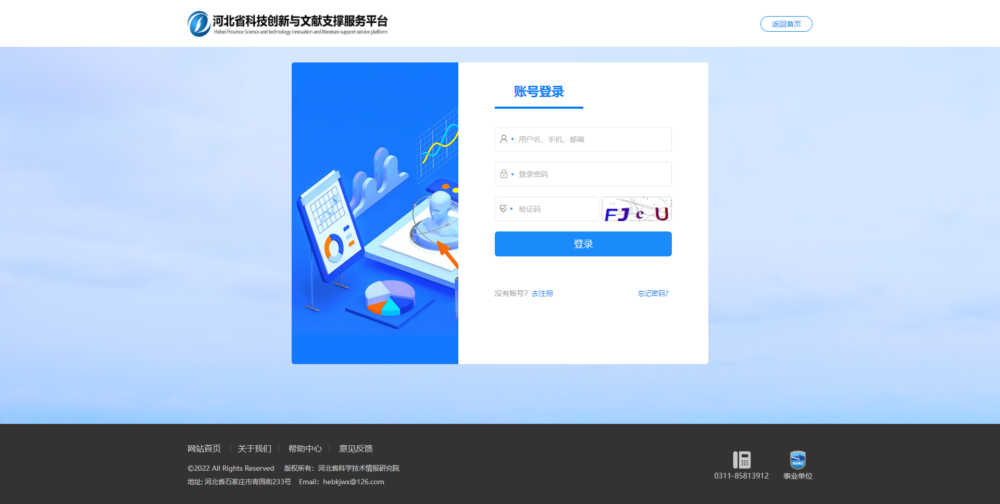 河北省科技创新与文献支撑服务平台
Hebei Province Science and technology innovation and literature support service platform
返回首页
账号登录
用户名、手机、邮箱
登录密码
验证码
FJeU
登录
没有账号? 去注册
忘记密码?
网站首页 关于我们 帮助中心 意见反馈
©2022 All Rights Reserved 版权所有：河北省科学技术情报研究院
地址: 河北省石家庄市青园街233号 Email：hebkjwx@126.com
0311-85813912
事业单位